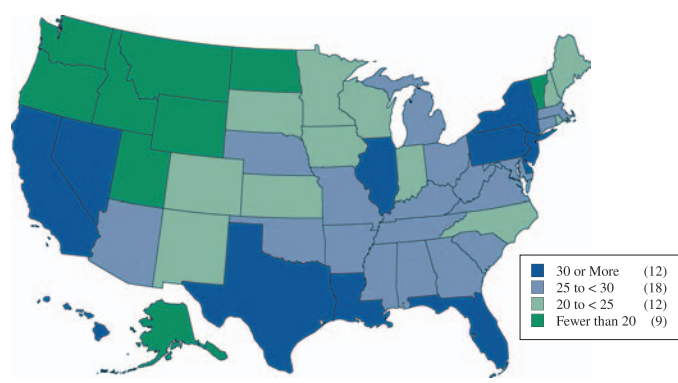 30 or More (12)
25 to < 30 (18)
20 to < 25 (12)
Fewer than 20 (9)